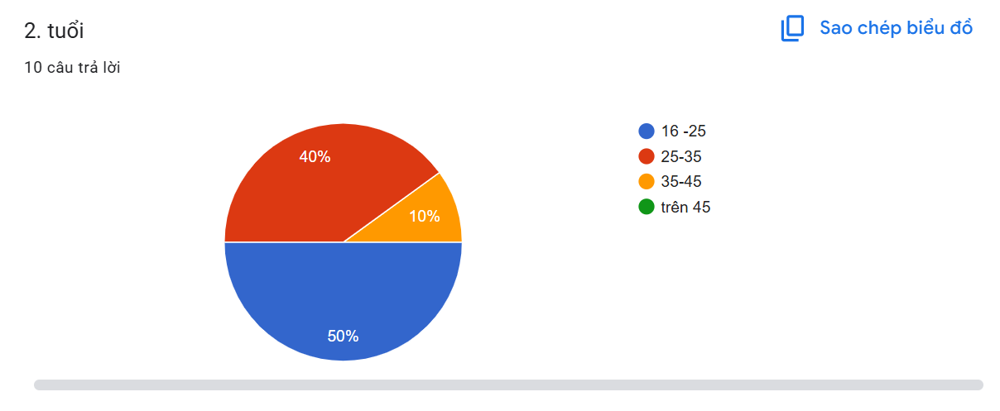 2. tuổi
Sao chép biểu đồ
10 câu trả lời
40%
10%
50%
16 -25
25-35
35-45
trên 45